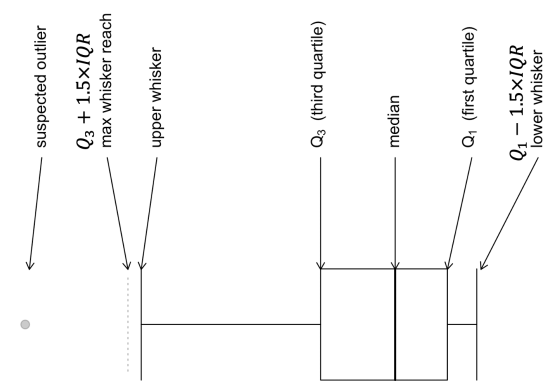 suspected outlier
Q₃ + 1.5×IQR
max whisker reach
upper whisker
Q₃ (third quartile)
median
Q₁ (first quartile)
Q₁ − 1.5×IQR
lower whisker